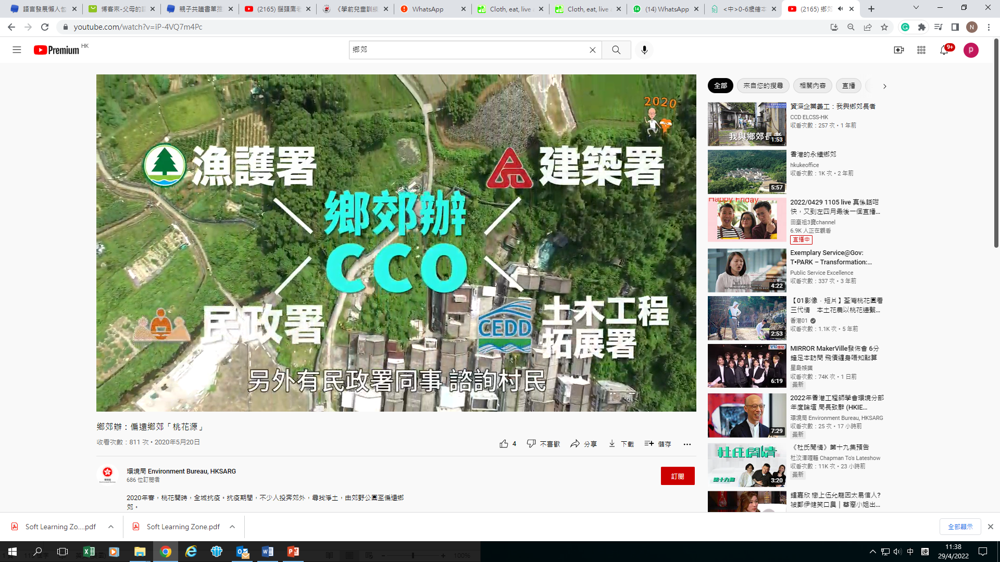 語言發展懶人包
博客來-父母的話
親子共讀書單推
(2165) 貓頭鷹老
《學前兒童訓練
WhatsApp
Cloth, eat, live
Cloth, eat, live
(14) WhatsApp
<中>0-6歲繪本
(2165) 鄉郊
youtube.com/watch?v=iP-4VQ7m4Pc
N
Premium HK
鄉郊
9+
P
2020
漁護署
建築署
鄉郊辦
CCO
民政署
CEDD
土木工程
拓展署
另外有民政署同事 諮詢村民
鄉郊辦：偏遠鄉郊「桃花源」
收看次數：811 次 • 2020年5月20日
4
不喜歡
分享
下載
儲存
環境局 Environment Bureau, HKSARG
686 位訂閱者
訂閱
2020年春，桃花開時，全城抗疫。抗疫期間，不少人投奔郊外，尋找淨土，由郊野公園至偏遠鄉
郊。
全部
來自您的搜尋
相關內容
直播
我與鄉郊長者
1:53
資深企業義工：我與鄉郊長者
CCD ELCSS-HK
收看次數：257 次 • 1 年前
5:57
香港的永續鄉郊
hkukeoffice
收看次數：1K 次 • 2 年前
Happy Friday
2022/0429 1105 live 真係話咁
快，又到左四月最後一個直播...
田豪祖3寶channel
6.9K 人正在觀看
直播中
4:22
Exemplary Service@Gov:
T•PARK – Transformation:...
Public Service Excellence
收看次數：337 次 • 3 年前
2:53
【01影像．短片】荃灣桃花園看
三代情　本土花農以桃花連繫...
香港01
收看次數：1.1K 次 • 5 年前
6:19
MIRROR MakerVille發佈會 6分
鐘足本訪問 飛債纏身唔知點算
星島娛樂
收看次數：74K 次 • 1 日前
最新
7:29
2022年香港工程師學會環境分部
年度論壇 局長致辭 (HKIE...
環境局 Environment Bureau, HKSARG
收看次數：25 次 • 17 小時前
最新
杜氏閒情
第十九集
3:20
《杜氏閒情》第十九集預告
杜汶澤喱騷 Chapman To's Lateshow
收看次數：11K 次 • 23 小時前
最新
鍾嘉欣 戀上伍允龍因太易信人?
被鄭伊健笑口臭｜華裔小姐出...
Soft Learning Zo....pdf
Soft Learning Zone.pdf
全部顯示
100%
中
速
11:38
29/4/2022